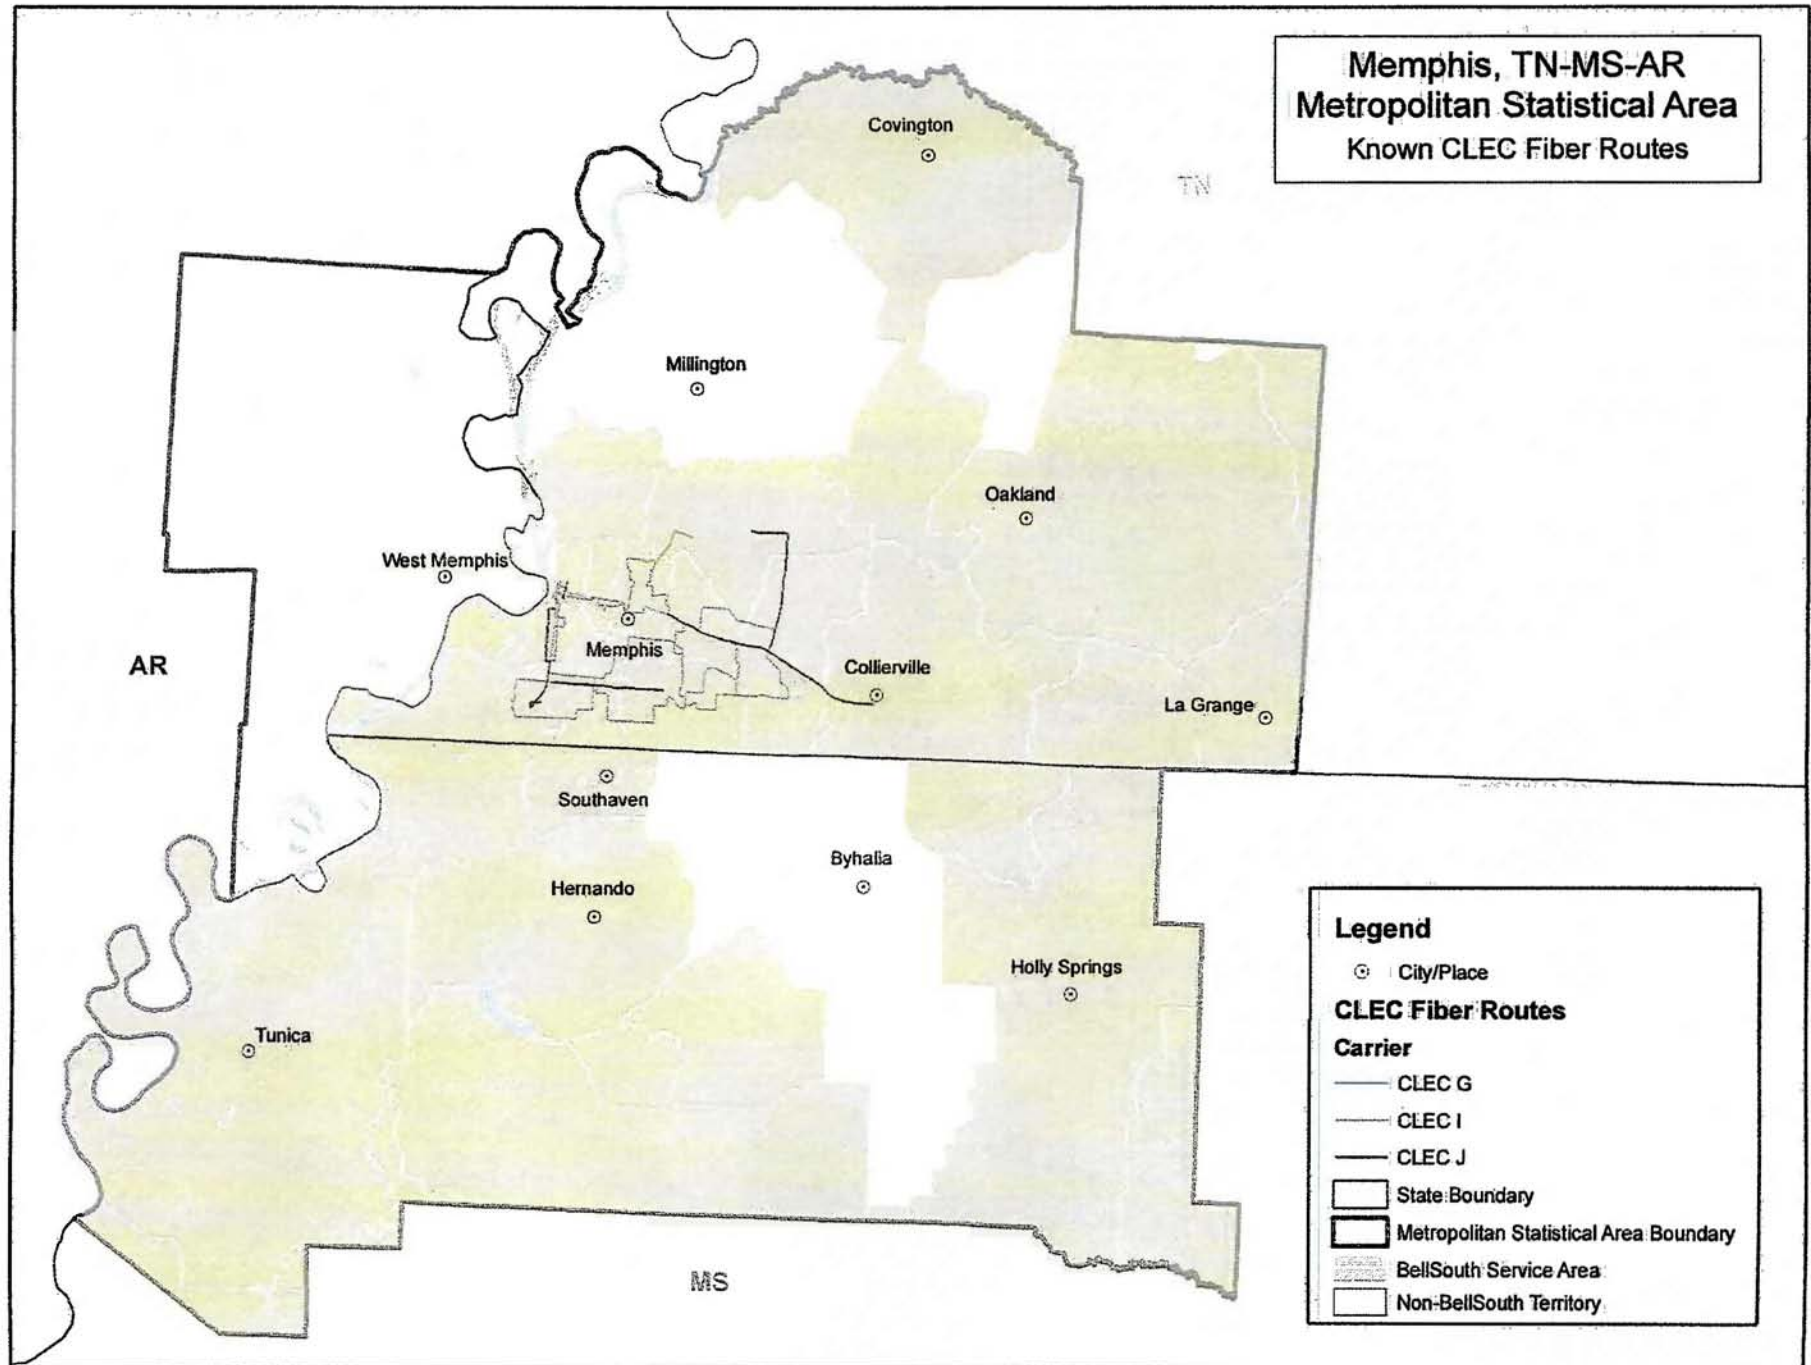 Memphis, TN-MS-AR
Metropolitan Statistical Area
Known CLEC Fiber Routes
Covington
TN
Millington
Oakland
West Memphis
Memphis
AR
Collierville
La Grange
Southaven
Byhalia
Hernando
Holly Springs
Tunica
MS
Legend
City/Place
CLEC Fiber Routes
Carrier
CLEC G
CLEC I
CLEC J
State Boundary
Metropolitan Statistical Area Boundary
BellSouth Service Area
Non-BellSouth Territory